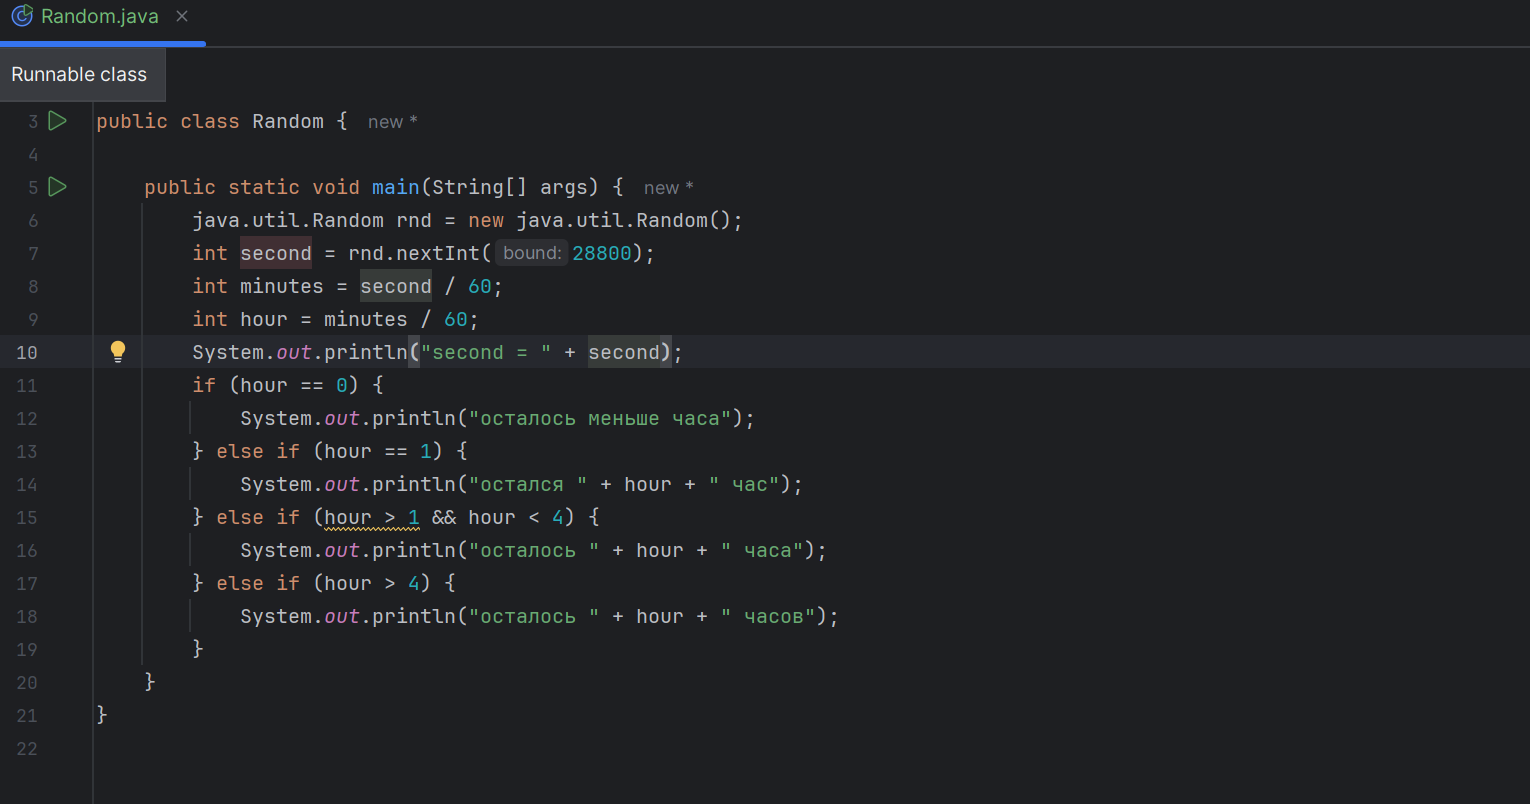 Random.java
Runnable class
3 public class Random { new *
4
5 public static void main(String[] args) { new *
6 java.util.Random rnd = new java.util.Random();
7 int second = rnd.nextInt( bound: 28800);
8 int minutes = second / 60;
9 int hour = minutes / 60;
10 System.out.println("second = " + second);
11 if (hour == 0) {
12 System.out.println("осталось меньше часа");
13 } else if (hour == 1) {
14 System.out.println("остался " + hour + " час");
15 } else if (hour > 1 && hour < 4) {
16 System.out.println("осталось " + hour + " часа");
17 } else if (hour > 4) {
18 System.out.println("осталось " + hour + " часов");
19 }
20 }
21 }
22